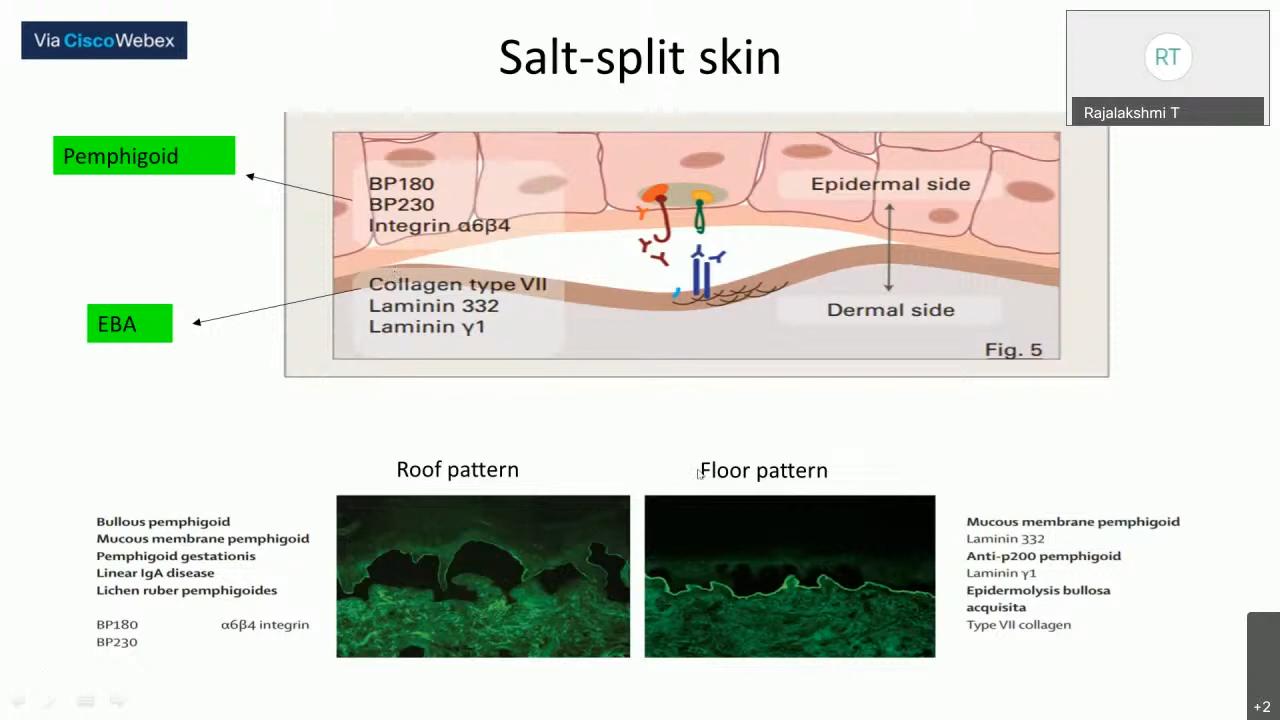 Via CiscoWebex
Salt-split skin
RT
Rajalakshmi T
Pemphigoid
BP180
BP230
Integrin α6β4
Epidermal side
Collagen type VII
Laminin 332
Laminin γ1
EBA
Dermal side
Fig. 5
Roof pattern
Floor pattern
Bullous pemphigoid
Mucous membrane pemphigoid
Pemphigoid gestationis
Linear IgA disease
Lichen ruber pemphigoides
BP180 α6β4 integrin
BP230
Mucous membrane pemphigoid
Laminin 332
Anti-p200 pemphigoid
Laminin γ1
Epidermolysis bullosa
acquisita
Type VII collagen
+2